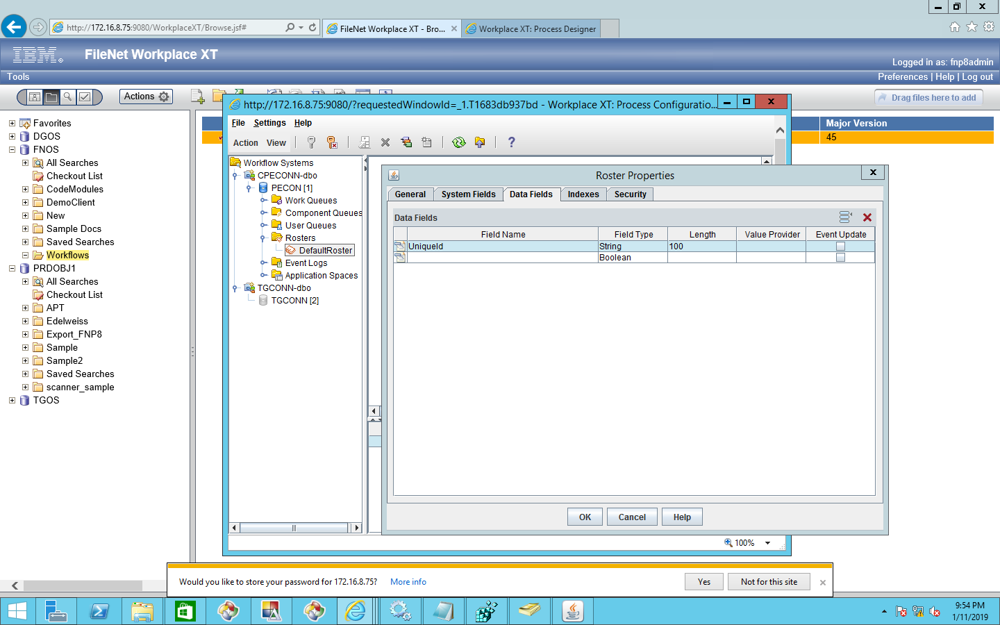 http://172.16.8.75:9080/WorkplaceXT/Browse.jsf#
FileNet Workplace XT - Bro...
Workplace XT: Process Designer
IBM.
FileNet Workplace XT
Logged in as: fnp8admin
Tools
Preferences | Help | Log out
Actions
Drag files here to add
Favorites
DGOS
FNOS
All Searches
Checkout List
CodeModules
DemoClient
New
Sample Docs
Saved Searches
Workflows
PRDOBJ1
All Searches
Checkout List
APT
Edelweiss
Export_FNP8
Sample
Sample2
Saved Searches
scanner_sample
TGOS
Major Version
45
http://172.16.8.75:9080/?requestedWindowId=_1.T1683db937bd - Workplace XT: Process Configuratio...
File Settings Help
Action View
Workflow Systems
CPECONN-dbo
PECON [1]
Work Queues
Component Queues
User Queues
Rosters
DefaultRoster
Event Logs
Application Spaces
TGCONN-dbo
TGCONN [2]
Roster Properties
General System Fields Data Fields Indexes Security
Data Fields
Field Name Field Type Length Value Provider Event Update
UniqueId String 100
Boolean
OK Cancel Help
100%
Would you like to store your password for 172.16.8.75? More info Yes Not for this site
9:54 PM
1/11/2019